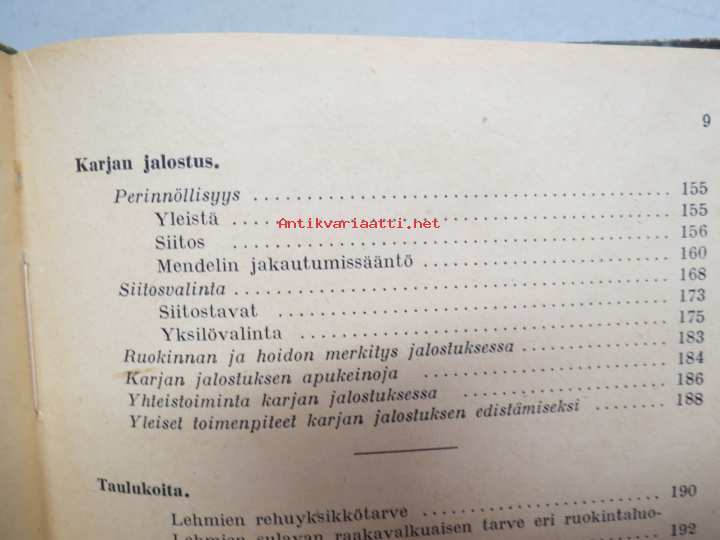 9
Karjan jalostus.
Perinnöllisyys ........ 155
Yleistä ........ 155
Antikvariaatti.net
Siitos ........ 156
Mendelin jakautumissääntö ........ 160
Siitosvalinta ........ 168
Siitostavat ........ 173
Yksilövalinta ........ 175
Ruokinnan ja hoidon merkitys jalostuksessa ........ 183
Karjan jalostuksen apukeinoja ........ 184
Yhteistoiminta karjan jalostuksessa ........ 186
Yleiset toimenpiteet karjan jalostuksen edistämiseksi ........ 188
Taulukoita.
Lehmien rehuyksikkötarve ........ 190
Lehmien sulavan raakavalkuaisen tarve eri ruokintaluo-
192